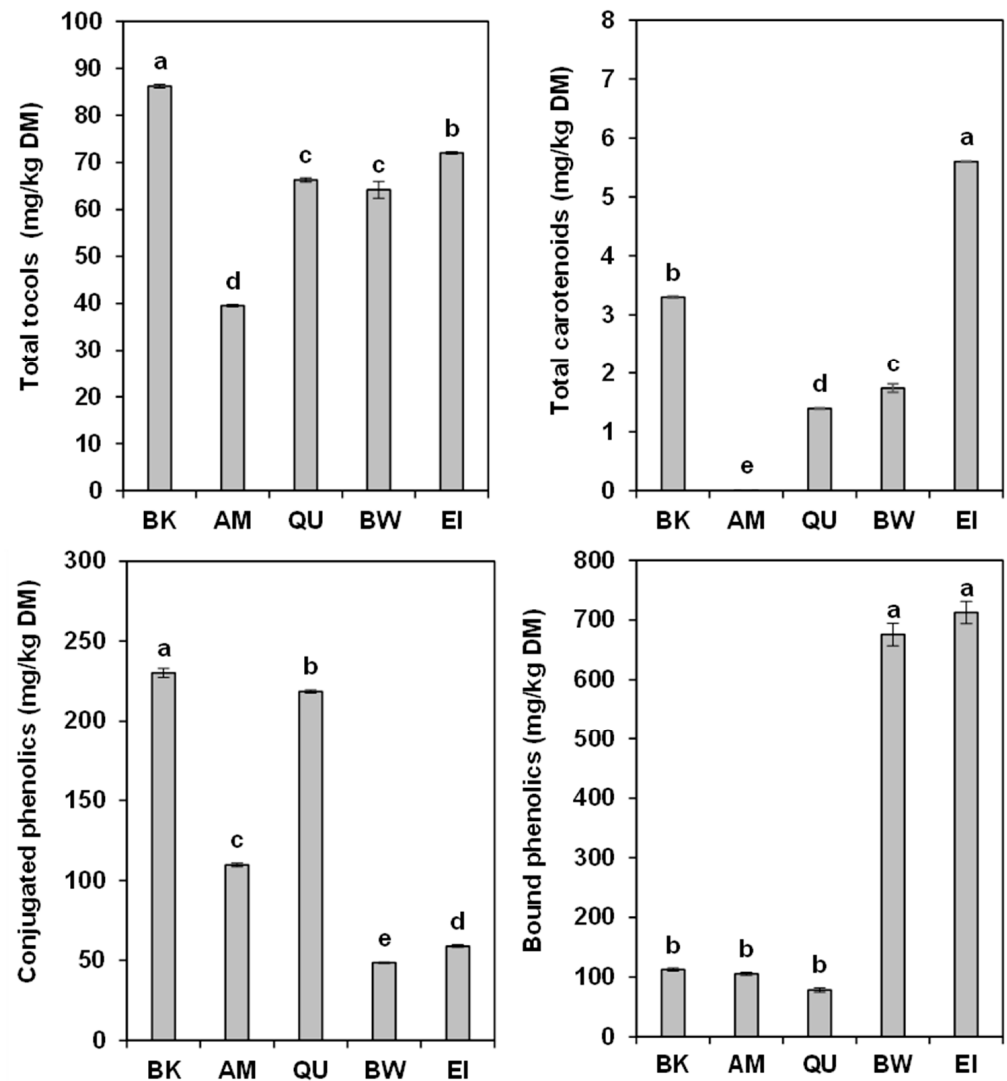 Total tocols (mg/kg DM)
100
90
80
70
60
50
40
30
20
10
0
a
d
c
c
b
BK AM QU BW EI
Total carotenoids (mg/kg DM)
8
7
6
5
4
3
2
1
0
b
e
d
c
a
BK AM QU BW EI
Conjugated phenolics (mg/kg DM)
300
250
200
150
100
50
0
a
c
b
e
d
BK AM QU BW EI
Bound phenolics (mg/kg DM)
800
700
600
500
400
300
200
100
0
b
b
b
a
a
BK AM QU BW EI